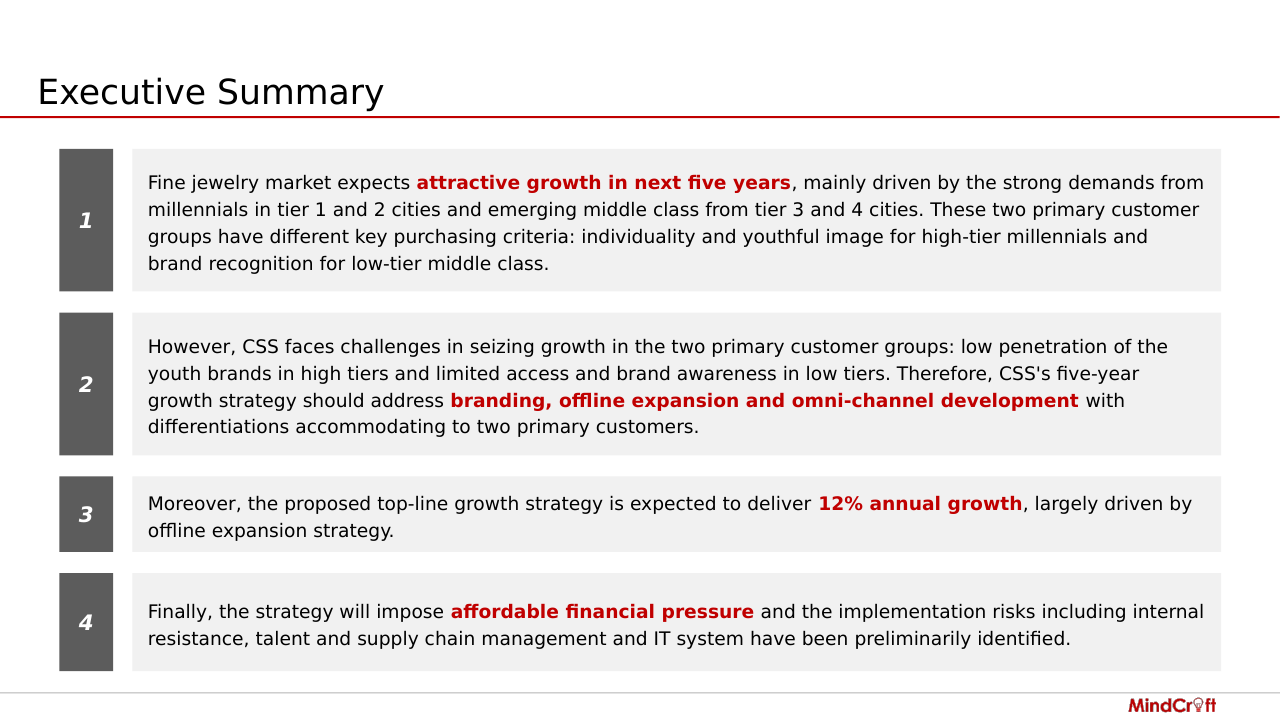 Executive Summary
1
Fine jewelry market expects attractive growth in next five years, mainly driven by the strong demands from
millennials in tier 1 and 2 cities and emerging middle class from tier 3 and 4 cities. These two primary customer
groups have different key purchasing criteria: individuality and youthful image for high-tier millennials and
brand recognition for low-tier middle class.
2
However, CSS faces challenges in seizing growth in the two primary customer groups: low penetration of the
youth brands in high tiers and limited access and brand awareness in low tiers. Therefore, CSS's five-year
growth strategy should address branding, offline expansion and omni-channel development with
differentiations accommodating to two primary customers.
3
Moreover, the proposed top-line growth strategy is expected to deliver 12% annual growth, largely driven by
offline expansion strategy.
4
Finally, the strategy will impose affordable financial pressure and the implementation risks including internal
resistance, talent and supply chain management and IT system have been preliminarily identified.
MindCraft